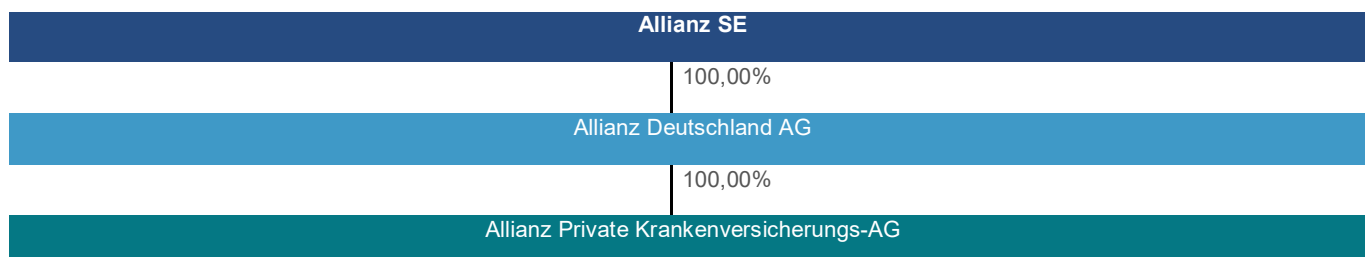 Allianz SE
100,00%
Allianz Deutschland AG
100,00%
Allianz Private Krankenversicherungs-AG